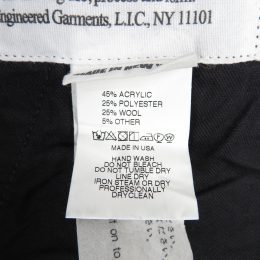 ngineered Garments, L.I.C., NY 11101
45% ACRYLIC
25% POLYESTER
25% WOOL
5% OTHER
MADE IN USA
HAND WASH
DO NOT BLEACH
DO NOT TUMBLE DRY
LINE DRY
IRON STEAM OR DRY
PROFESSIONALLY
DRYCLEAN